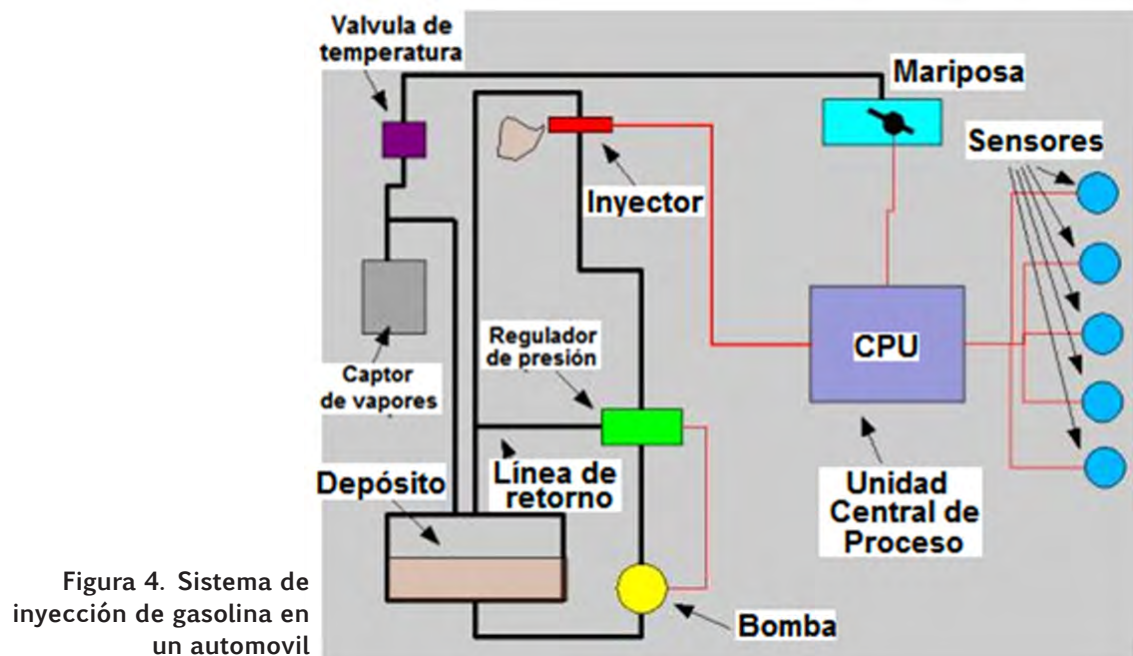 Valvula de
temperatura
Mariposa
Sensores
Inyector
CPU
Regulador
de presión
Captor
de vapores
Depósito
Línea de
retorno
Unidad
Central de
Proceso
Bomba
Figura 4. Sistema de
inyección de gasolina en
un automovil